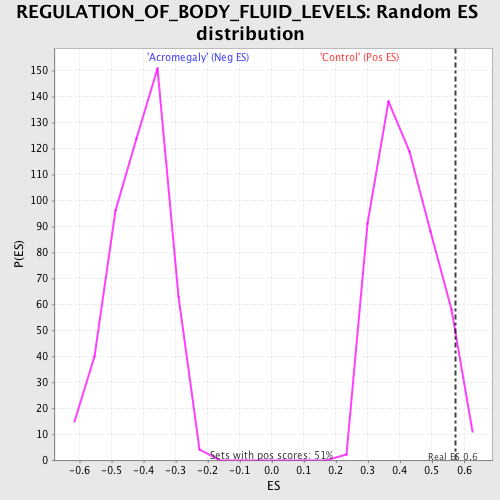 REGULATION_OF_BODY_FLUID_LEVELS: Random ES
distribution
'Acromegaly' (Neg ES) 'Control' (Pos ES)
150
140
130
120
110
100
90
80
70
60
50
40
30
20
10
0
P(ES)
Sets with pos scores: 51%
Real ES 0.6
-0.6 -0.5 -0.4 -0.3 -0.2 -0.1 0.0 0.1 0.2 0.3 0.4 0.5 0.6
ES